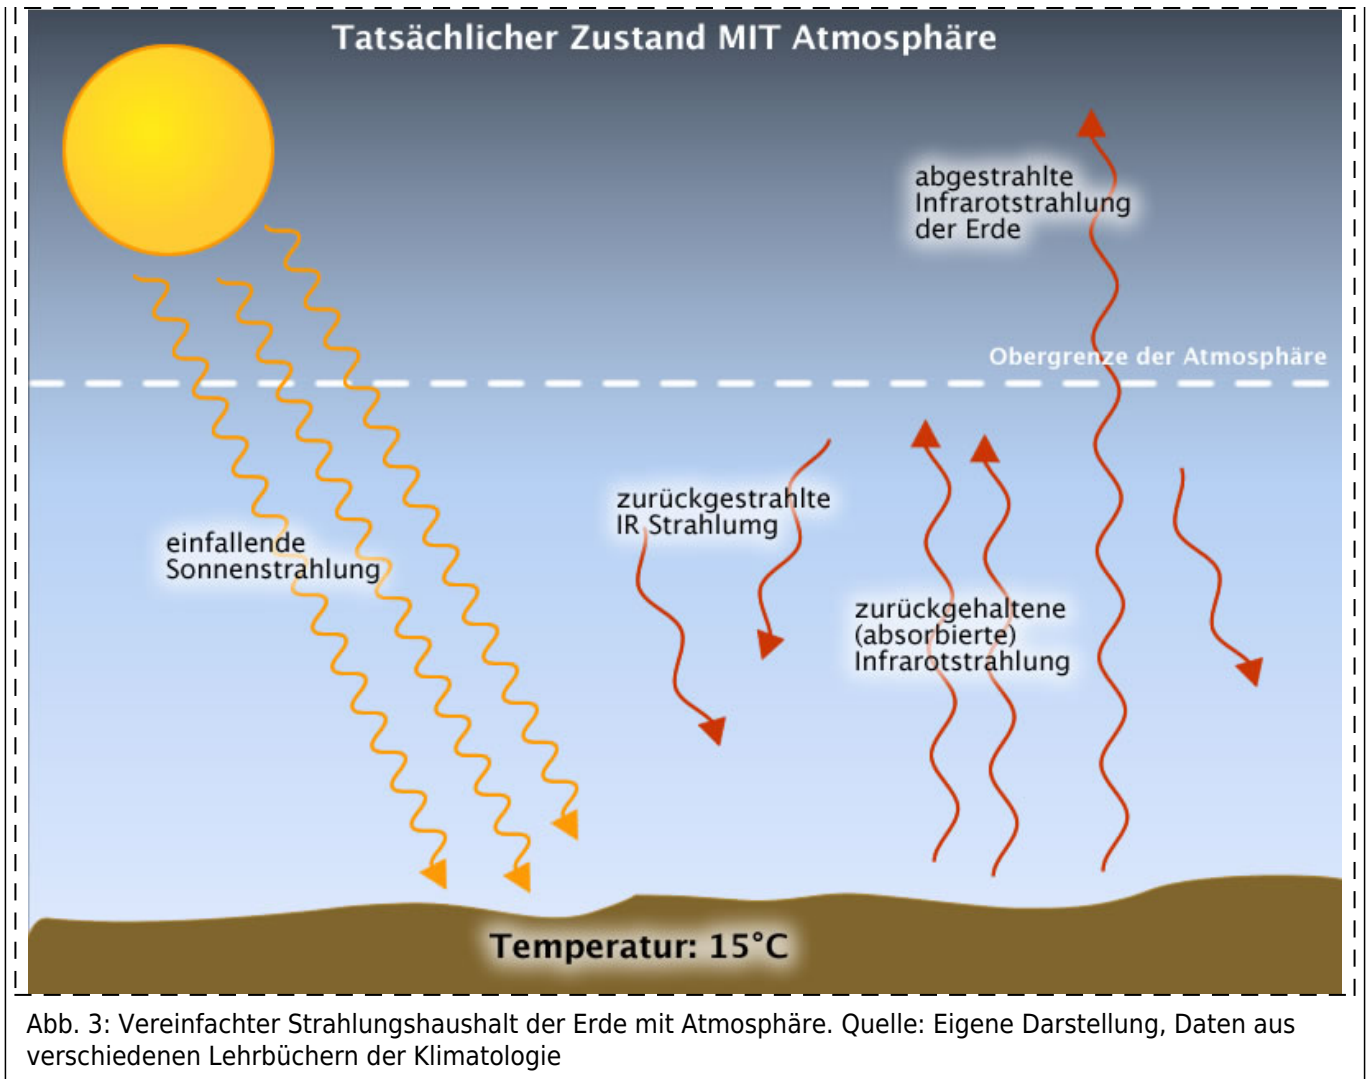 Tatsächlicher Zustand MIT Atmosphäre
abgestrahlte
Infrarotstrahlung
der Erde
Obergrenze der Atmosphäre
zurückgestrahlte
IR Strahlumg
einfallende
Sonnenstrahlung
zurückgehaltene
(absorbierte)
Infrarotstrahlung
Temperatur: 15°C
Abb. 3: Vereinfachter Strahlungshaushalt der Erde mit Atmosphäre. Quelle: Eigene Darstellung, Daten aus
verschiedenen Lehrbüchern der Klimatologie